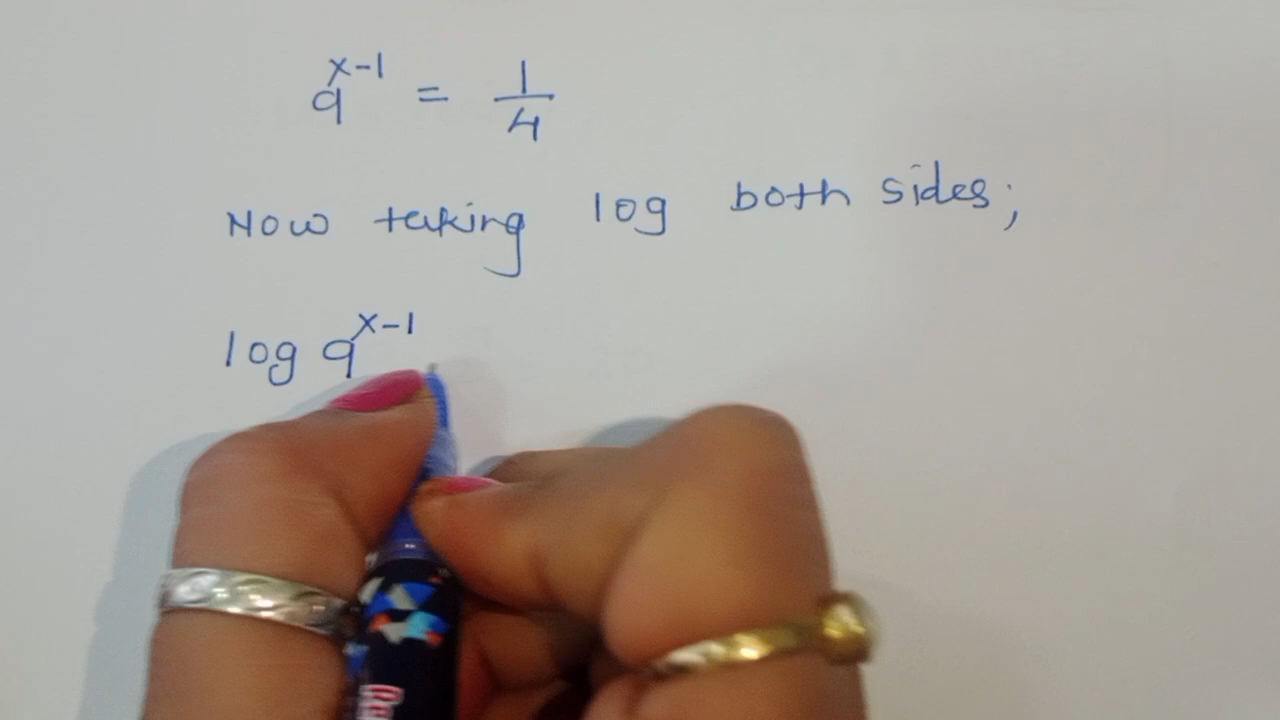 9^{x-1} = 1/4
Now taking log both sides;
log 9^{x-1}